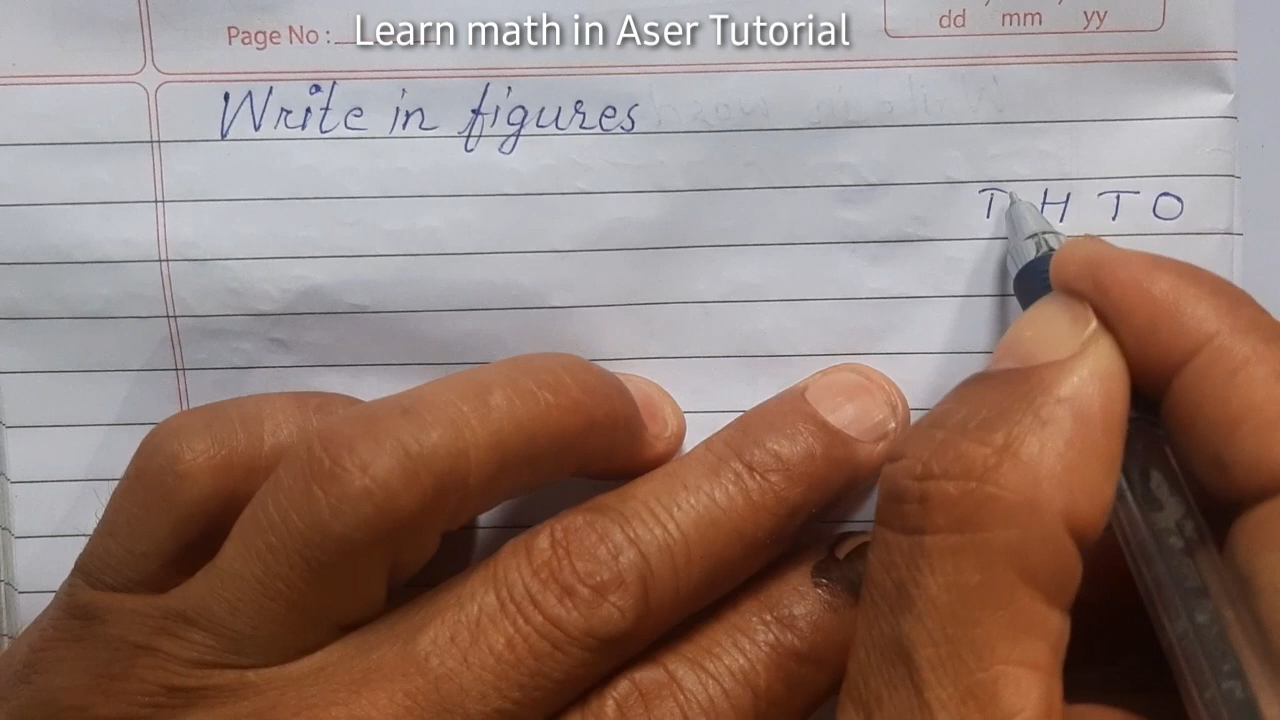 Learn math in Aser Tutorial
Page No :
dd mm yy
Write in figures
T H T O